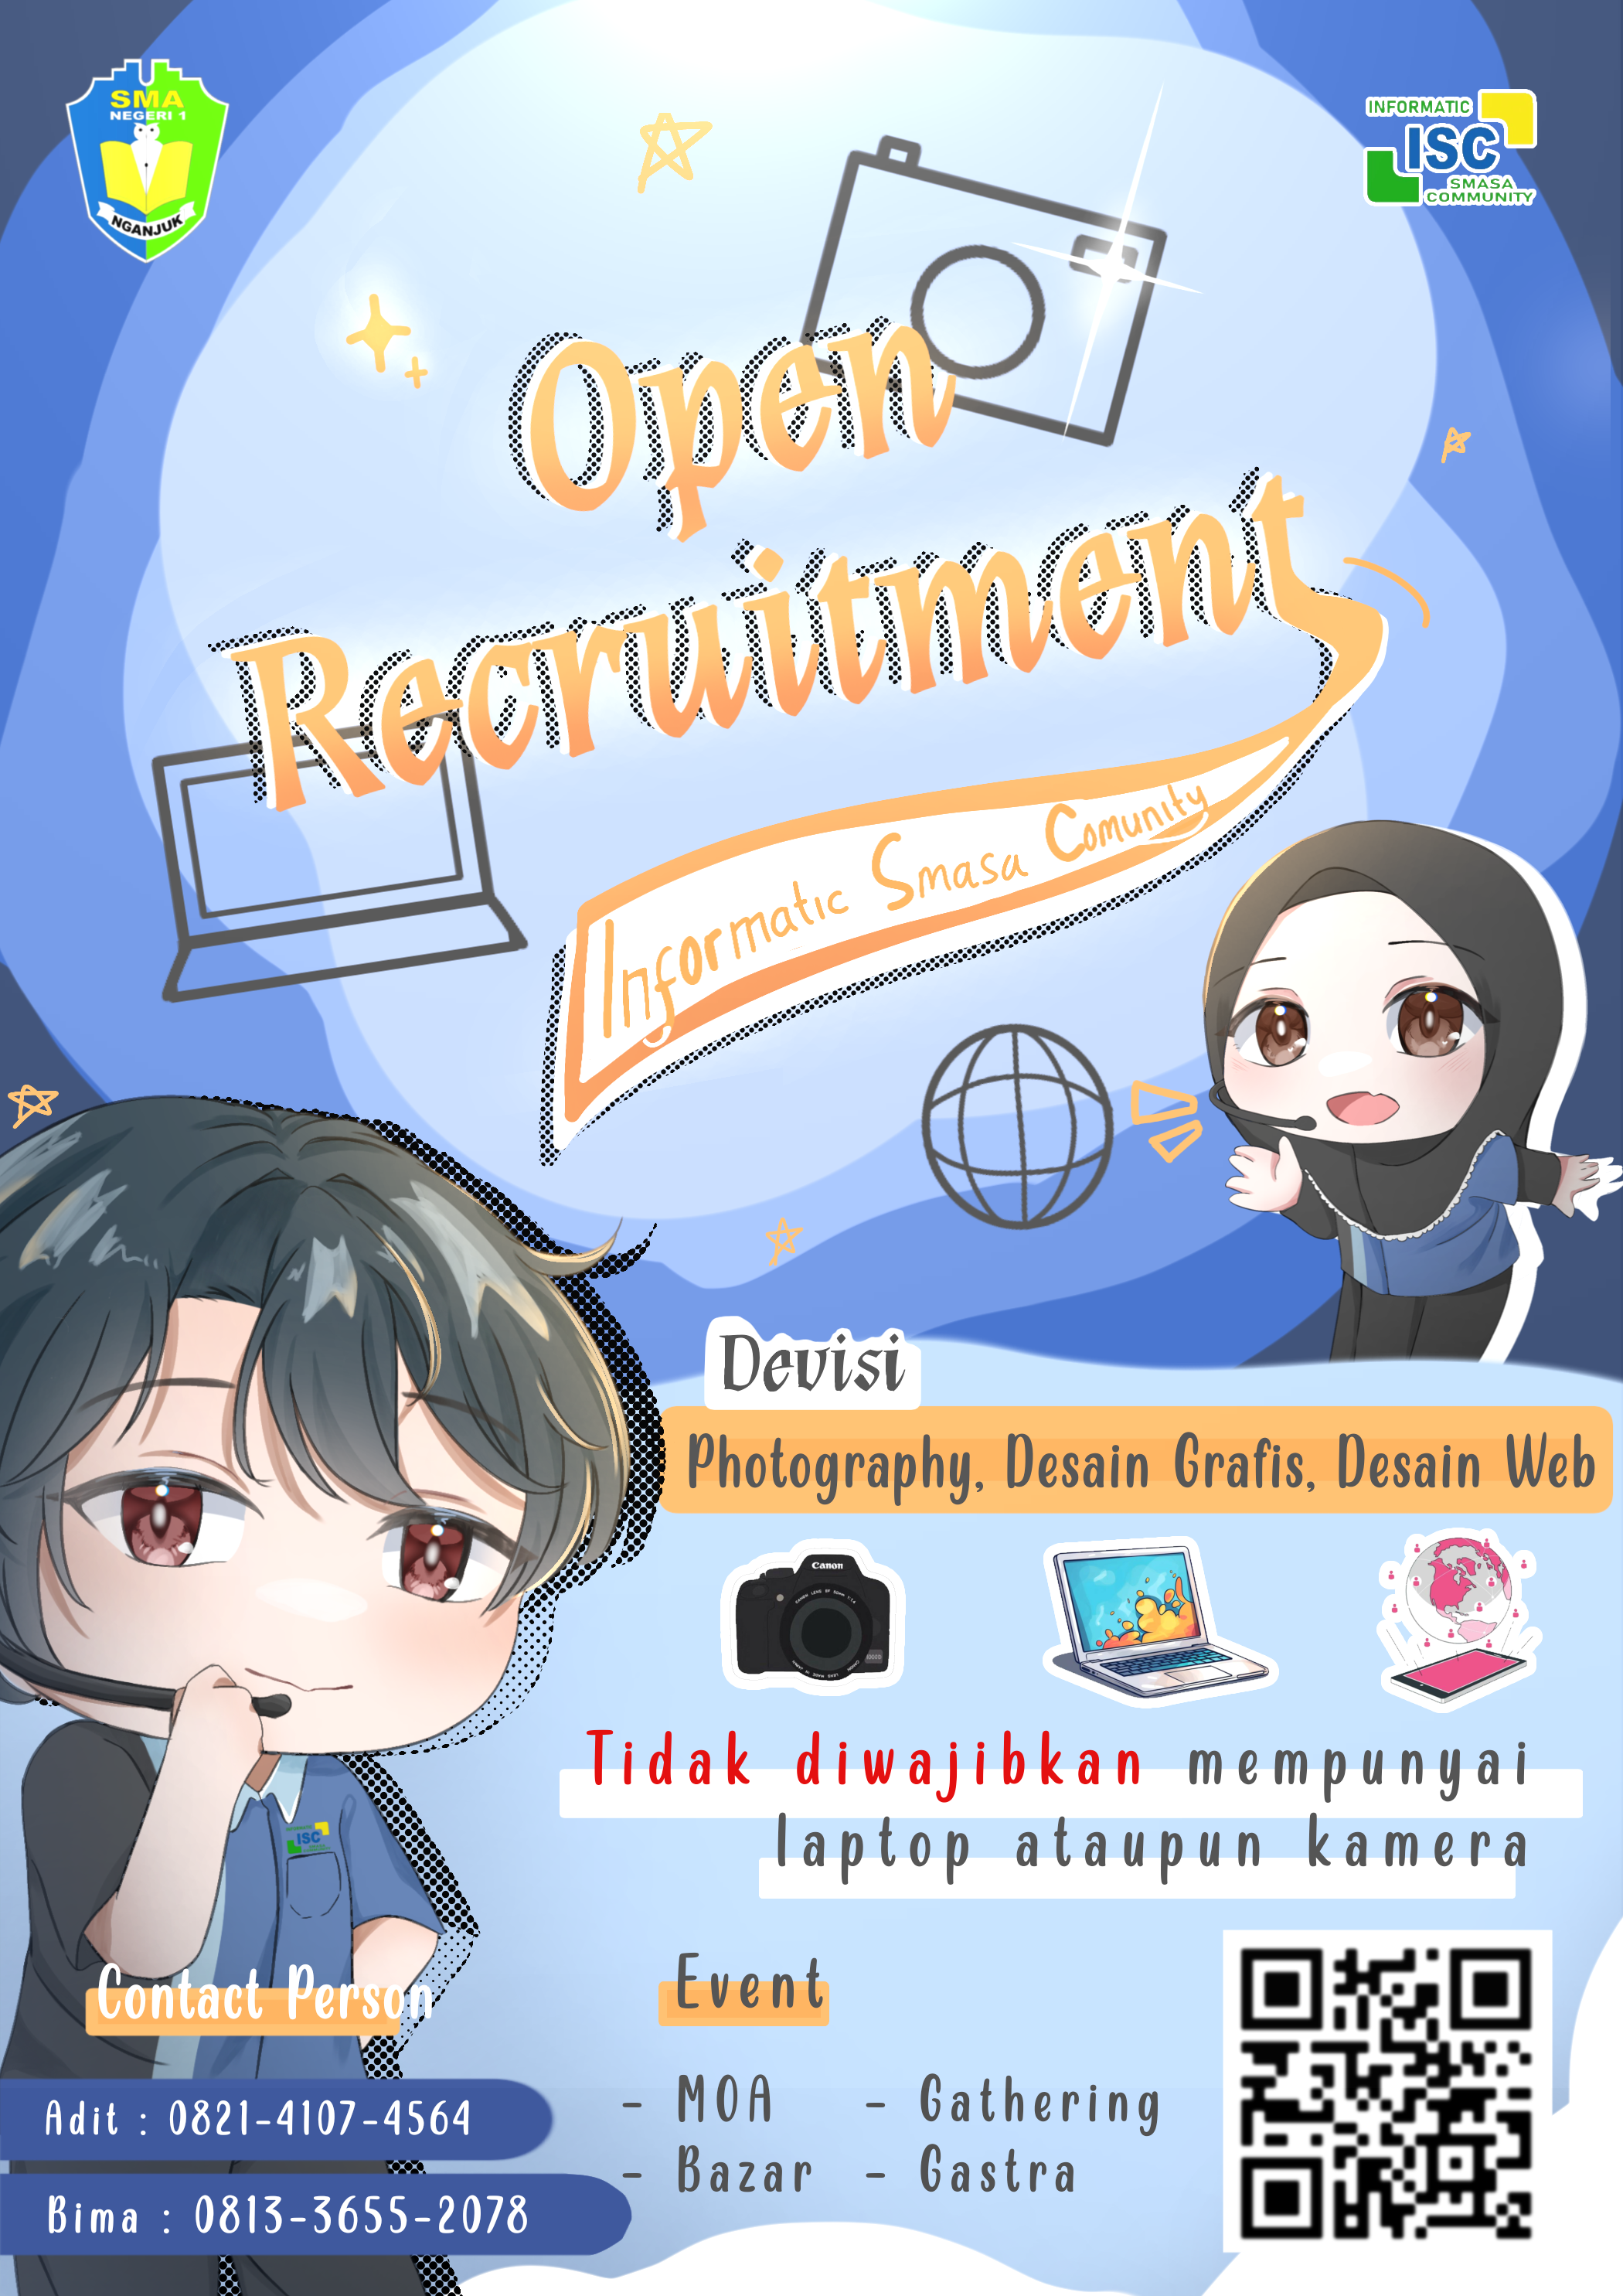 SMA
NEGERI 1
NGANJUK
INFORMATIC
ISC
SMASA
COMMUNITY
Open
Recruitment
Informatic Smasa Comunity
Devisi
Photography, Desain Grafis, Desain Web
Canon
Tidak diwajibkan mempunyai
laptop ataupun kamera
ISC
Contact Person
Adit : 0821-4107-4564
Bima : 0813-3655-2078
Event
- MOA - Gathering
- Bazar - Gastra